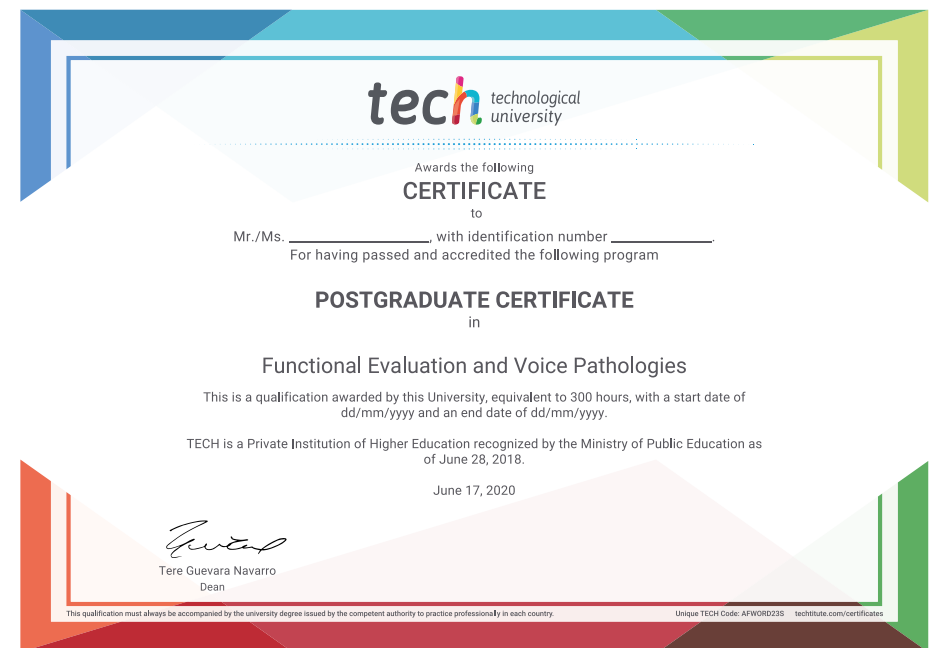 tech technological
university
Awards the following
CERTIFICATE
to
Mr./Ms. ____________________, with identification number ______________.
For having passed and accredited the following program
POSTGRADUATE CERTIFICATE
in
Functional Evaluation and Voice Pathologies
This is a qualification awarded by this University, equivalent to 300 hours, with a start date of
dd/mm/yyyy and an end date of dd/mm/yyyy.
TECH is a Private Institution of Higher Education recognized by the Ministry of Public Education as
of June 28, 2018.
June 17, 2020
Tere Guevara Navarro
Dean
This qualification must always be accompanied by the university degree issued by the competent authority to practice professionally in each country.
Unique TECH Code: AFWORD23S techtitute.com/certificates